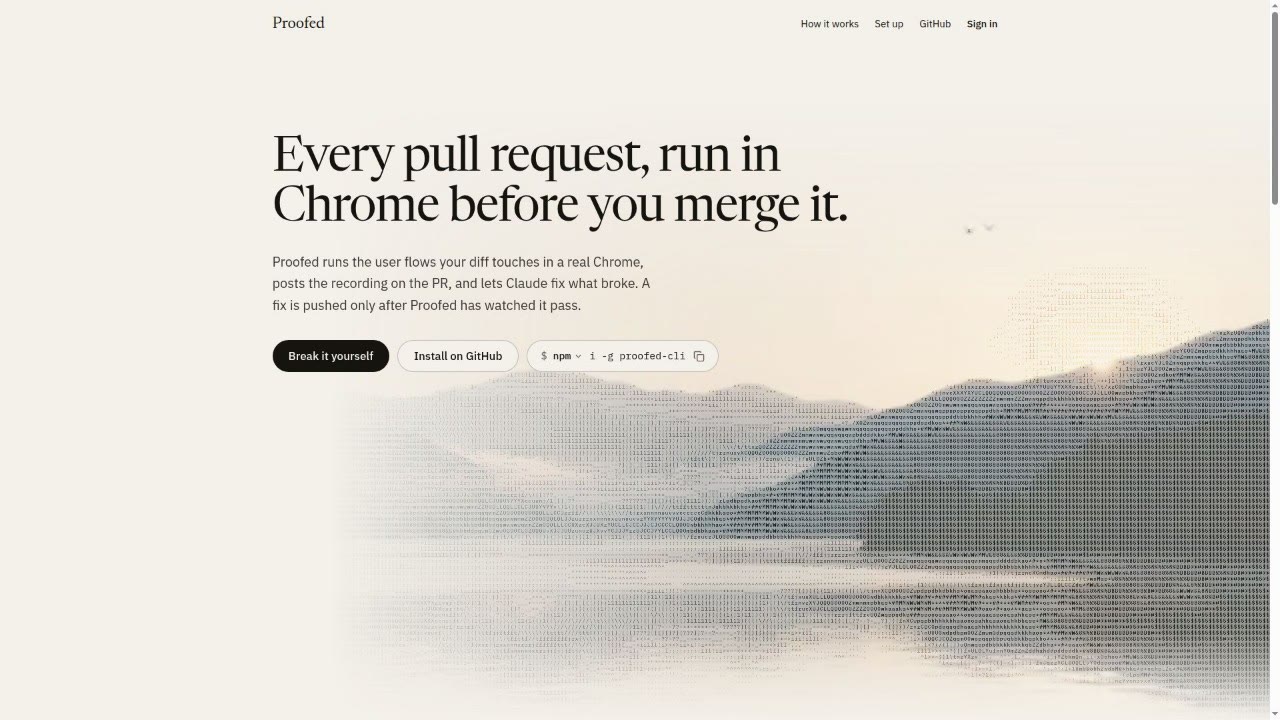 Proofed
How it works
Set up
GitHub
Sign in
Every pull request, run in
Chrome before you merge it.
Proofed runs the user flows your diff touches in a real Chrome,
posts the recording on the PR, and lets Claude fix what broke. A
fix is pushed only after Proofed has watched it pass.
Break it yourself
Install on GitHub
$ npm i -g proofed-cli